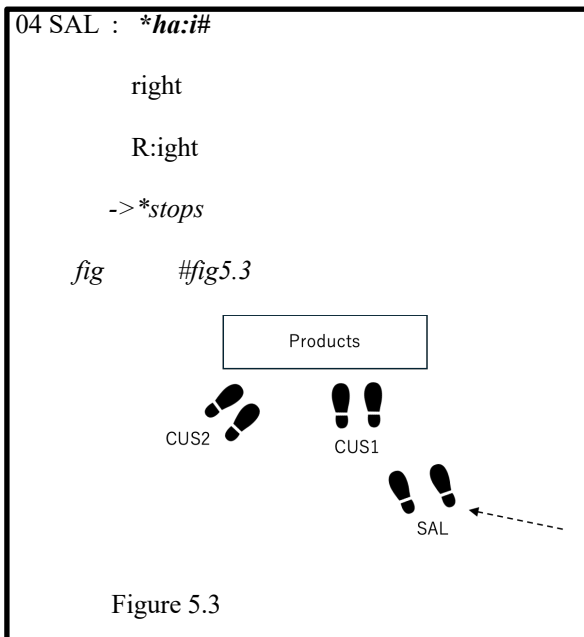 04 SAL : *ha:i#
right
R:ight
->*stops
fig #fig5.3
Products
CUS2
CUS1
SAL
Figure 5.3